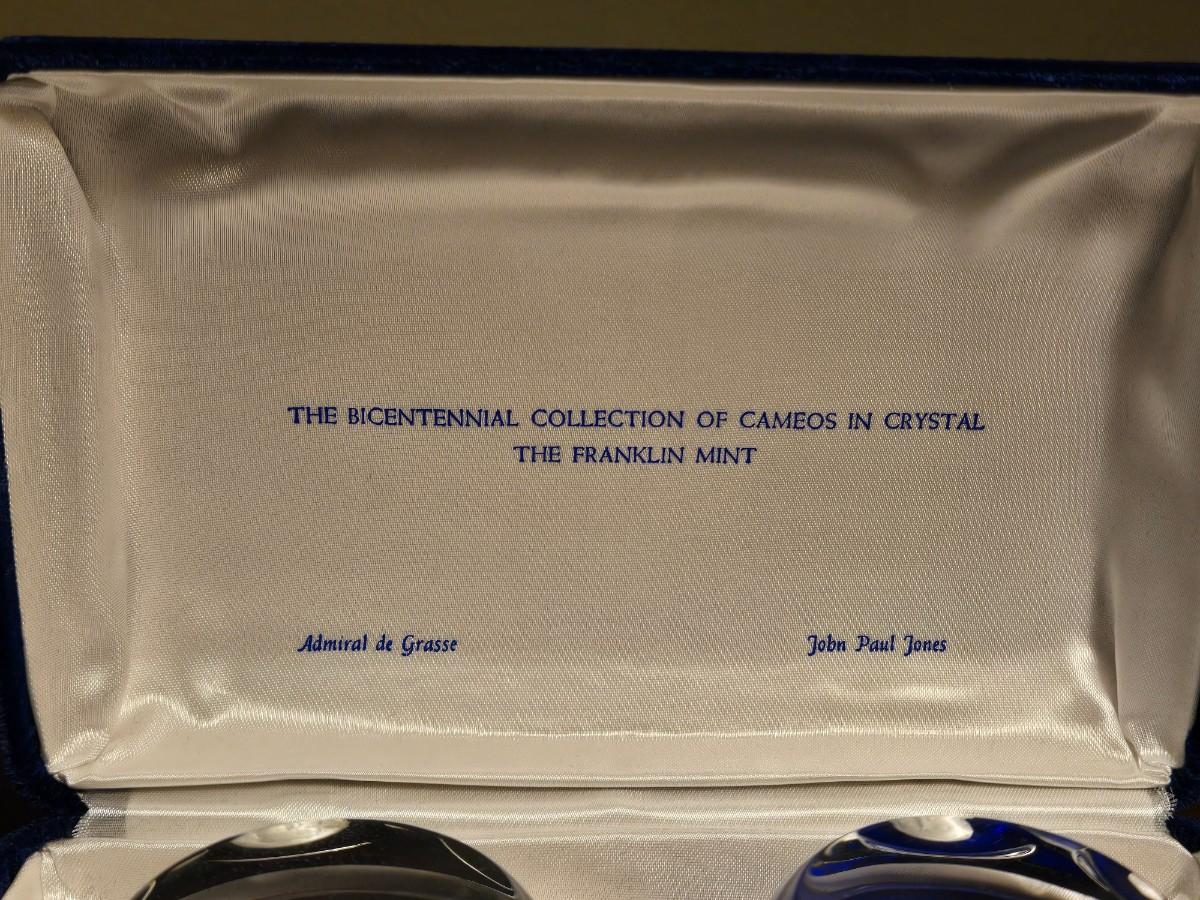 THE BICENTENNIAL COLLECTION OF CAMEOS IN CRYSTAL
THE FRANKLIN MINT
Admiral de Grasse John Paul Jones